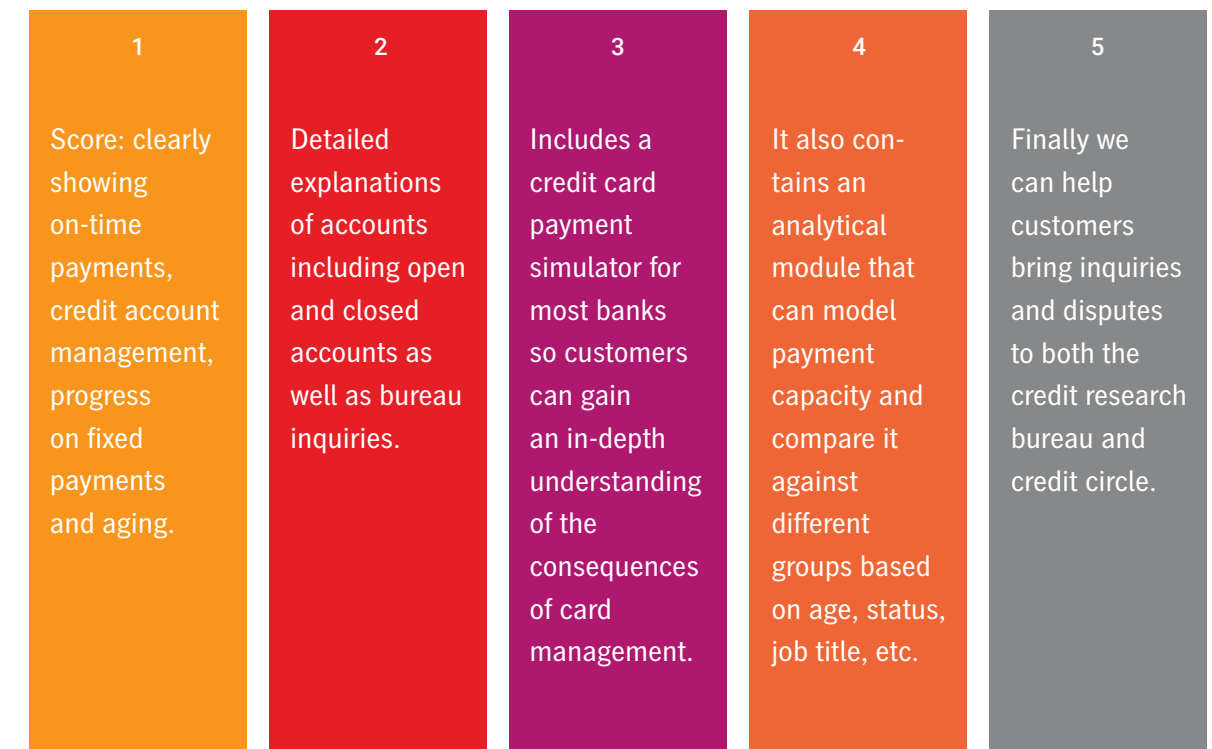 1
Score: clearly
showing
on-time
payments,
credit account
management,
progress
on fixed
payments
and aging.
2
Detailed
explanations
of accounts
including open
and closed
accounts as
well as bureau
inquiries.
3
Includes a
credit card
payment
simulator for
most banks
so customers
can gain
an in-depth
understanding
of the
consequences
of card
management.
4
It also con-
tains an
analytical
module that
can model
payment
capacity and
compare it
against
different
groups based
on age, status,
job title, etc.
5
Finally we
can help
customers
bring inquiries
and disputes
to both the
credit research
bureau and
credit circle.